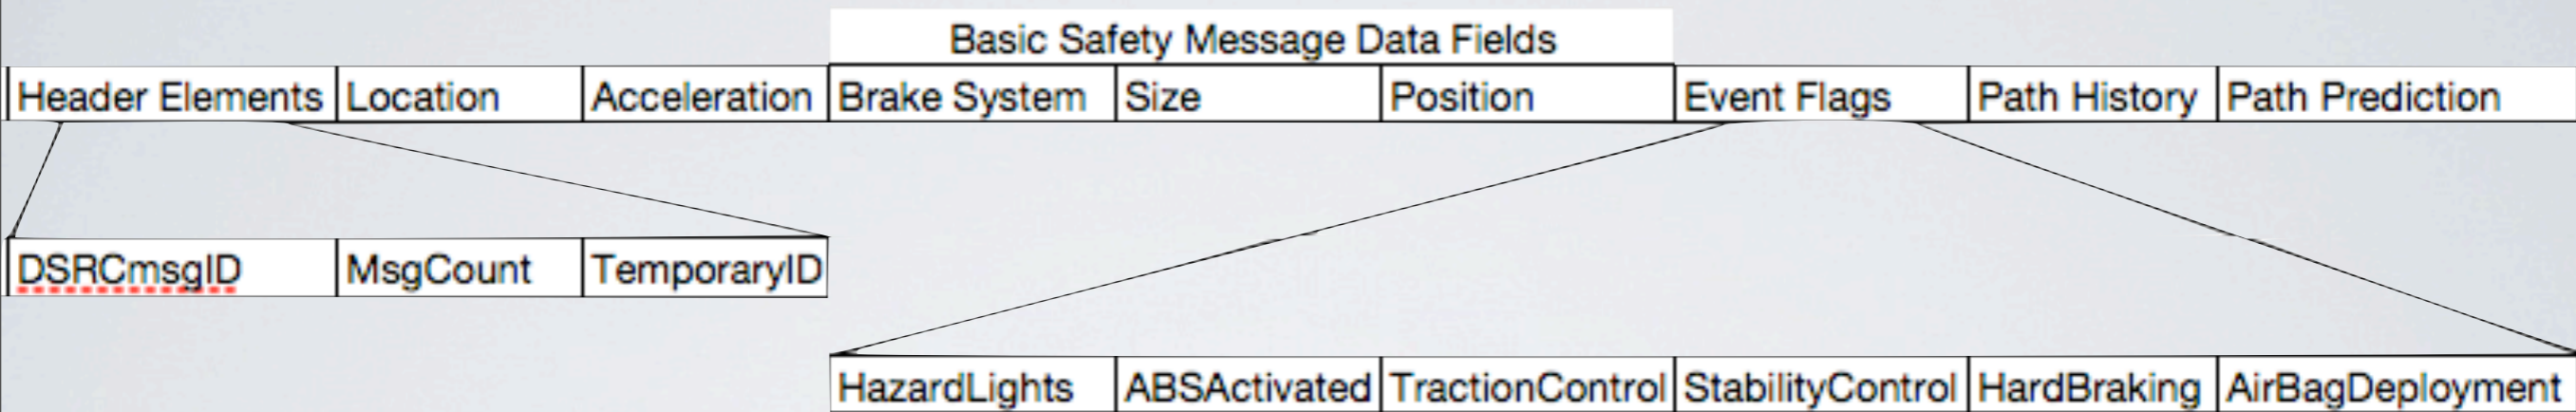 Basic Safety Message Data Fields
Header Elements Location Acceleration Brake System Size Position Event Flags Path History Path Prediction
DSRCmsgID MsgCount TemporaryID
HazardLights ABSActivated TractionControl StabilityControl HardBraking AirBagDeployment